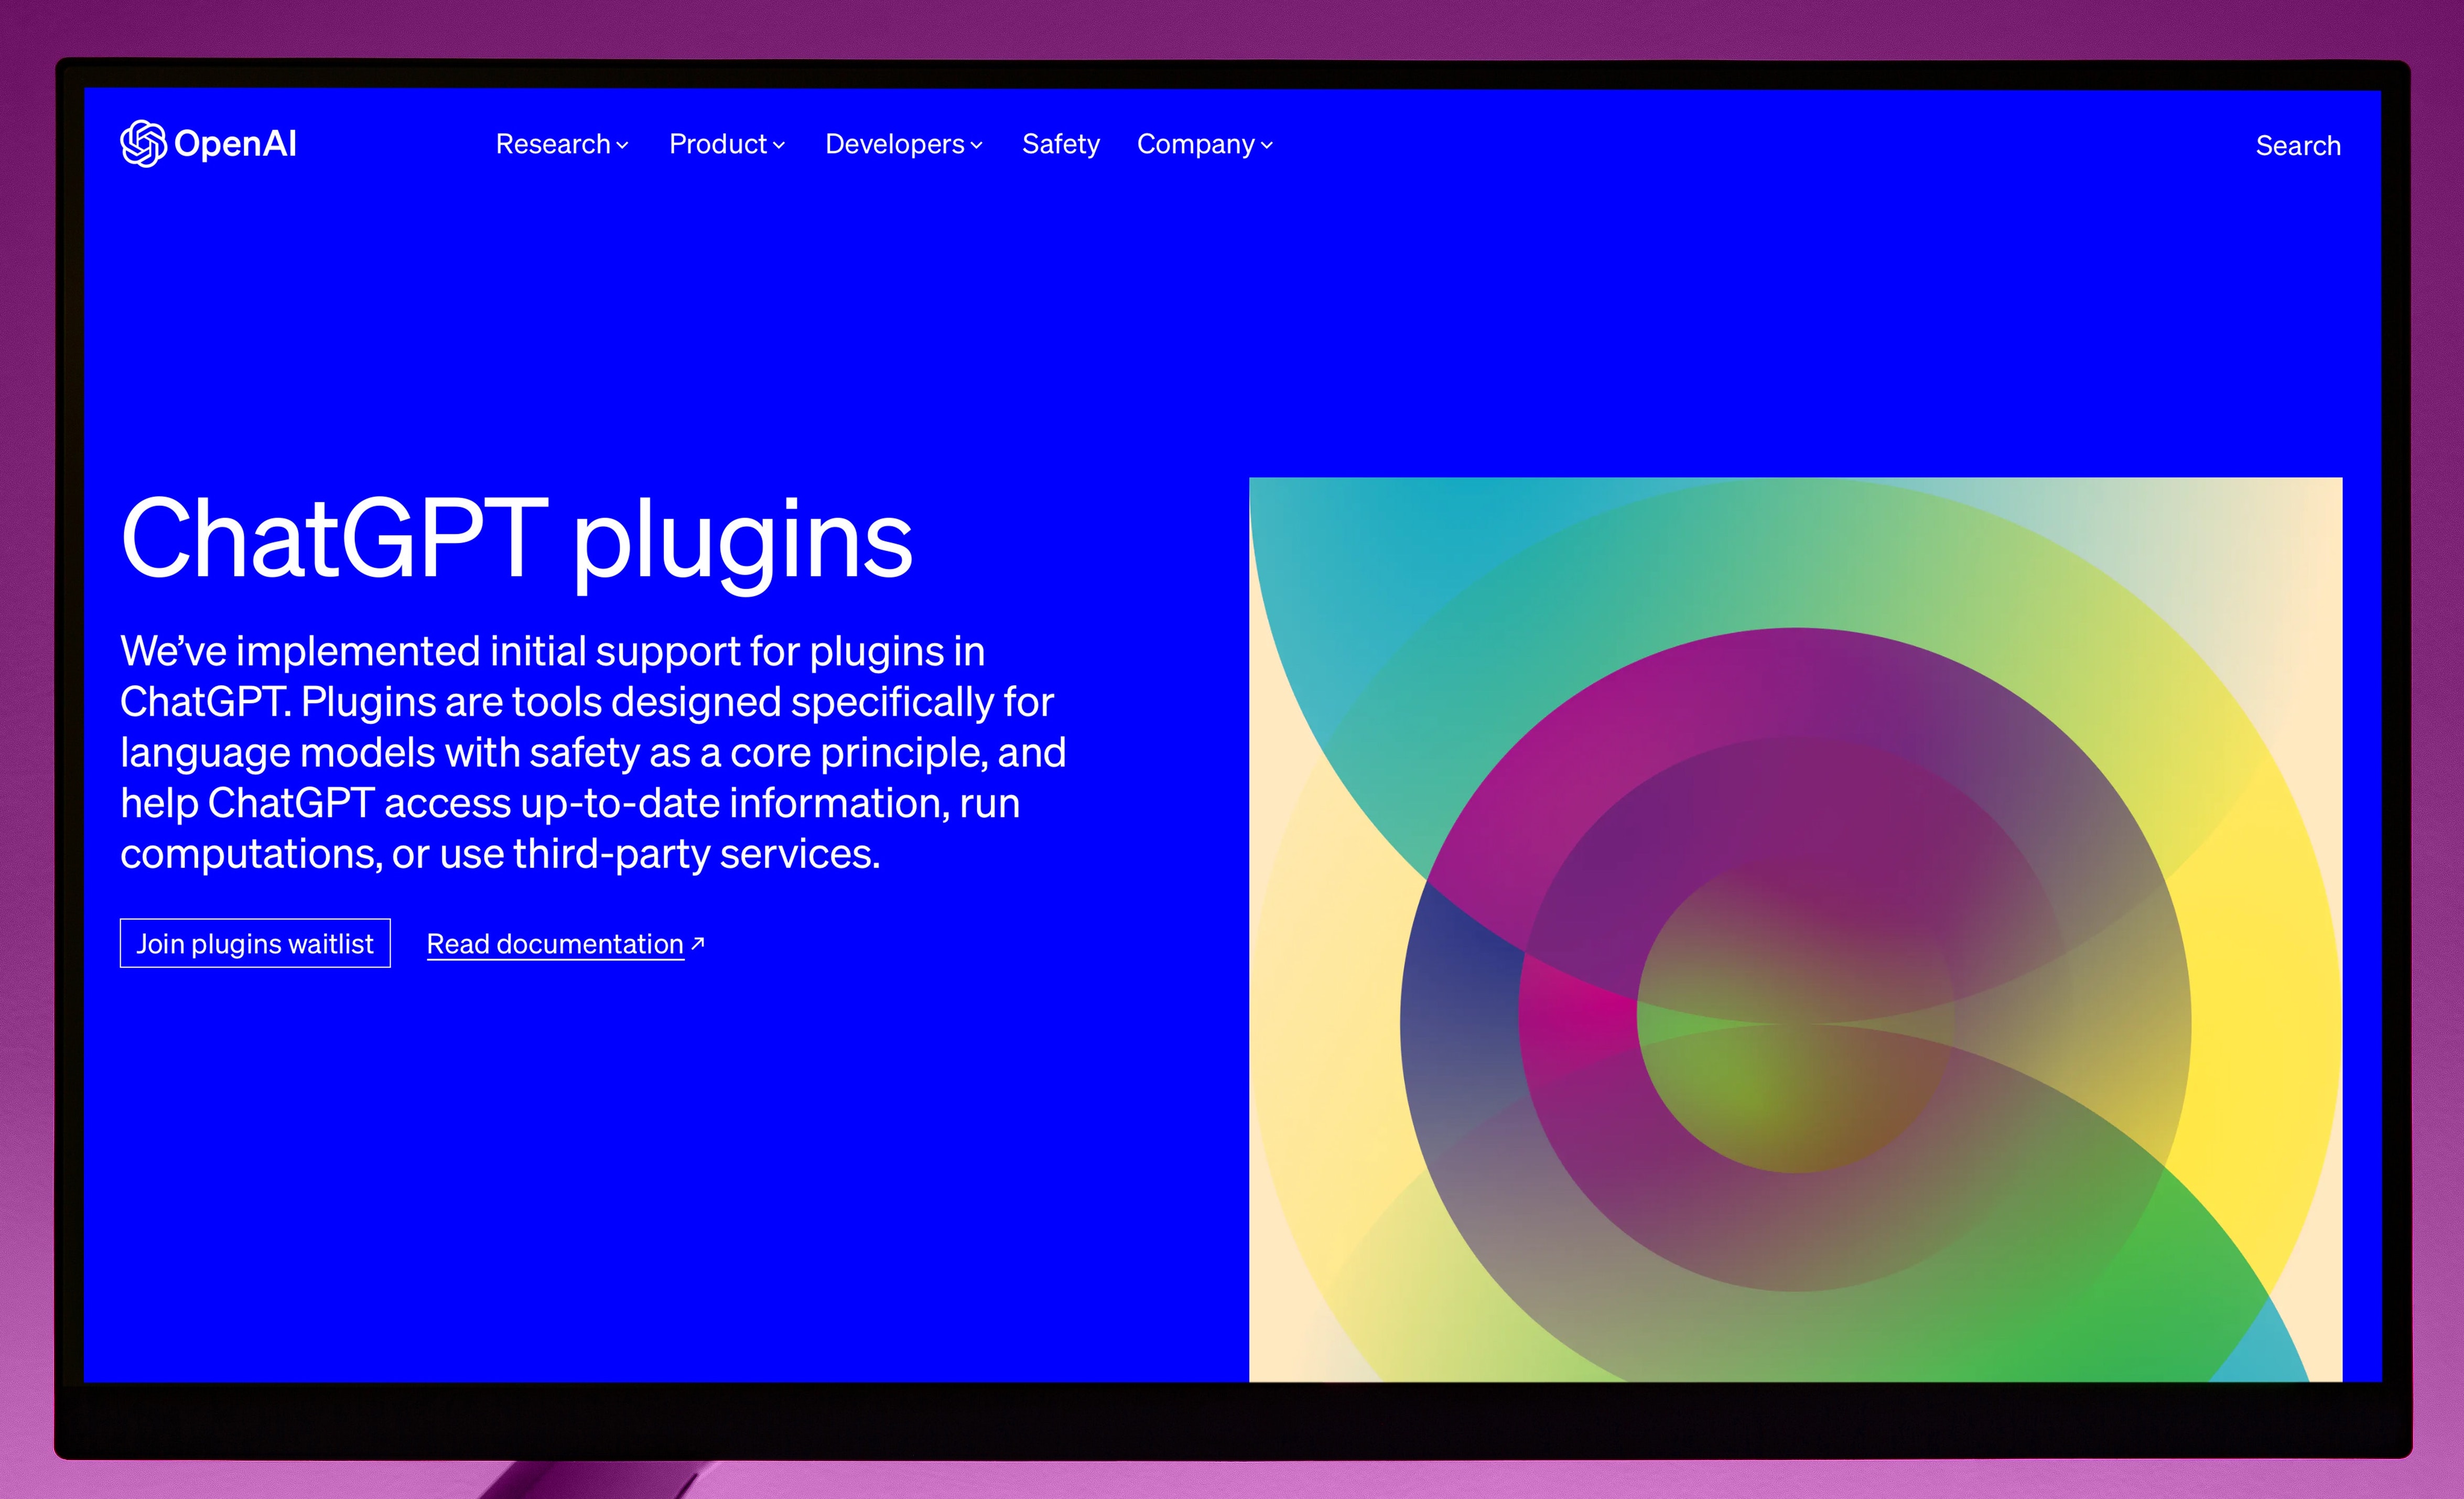 OpenAI
Research
Product
Developers
Safety
Company
Search
ChatGPT plugins
We’ve implemented initial support for plugins in
ChatGPT. Plugins are tools designed specifically for
language models with safety as a core principle, and
help ChatGPT access up-to-date information, run
computations, or use third-party services.
Join plugins waitlist
Read documentation ↗